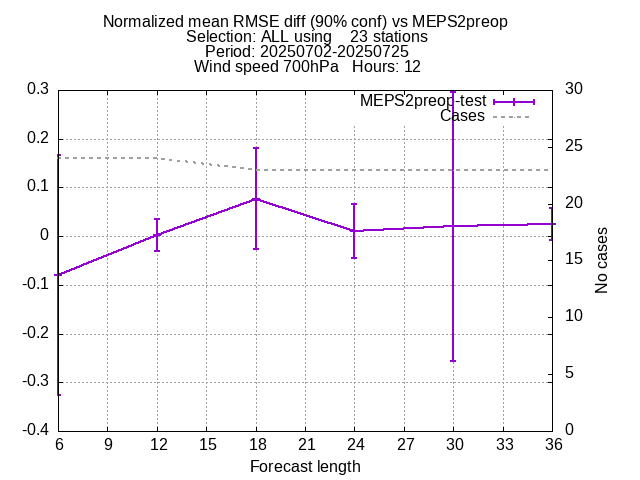 Normalized mean RMSE diff (90% conf) vs MEPS2preop
Selection: ALL using    23 stations
Period: 20250702-20250725
Wind speed 700hPa   Hours: 12
0.3
0.2
0.1
0
-0.1
-0.2
-0.3
-0.4
MEPS2preop-test
Cases
30
25
20
15
10
5
0
No cases
6 9 12 15 18 21 24 27 30 33 36
Forecast length